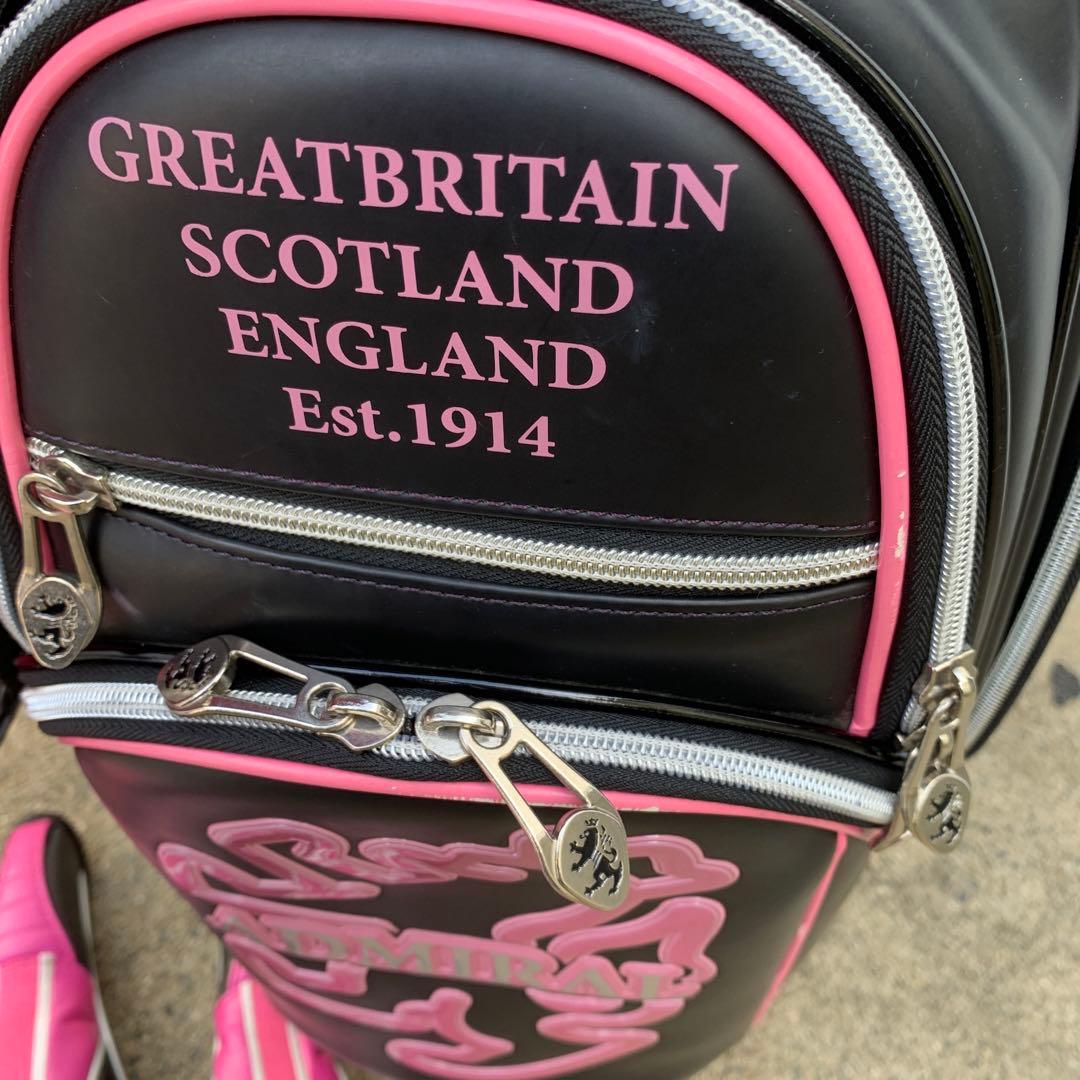 GREATBRITAIN
SCOTLAND
ENGLAND
Est.1914
ADMIRAL